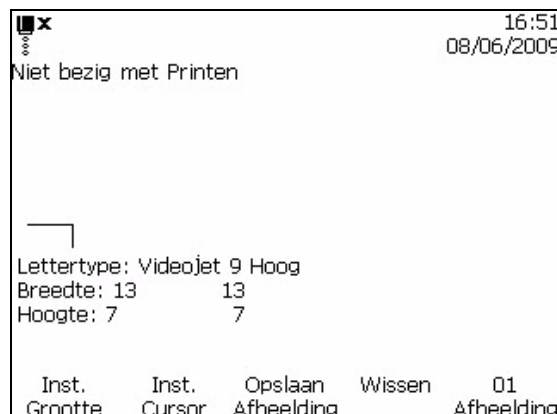 16:51
08/06/2009
Niet bezig met Printen
Lettertype: Videojet 9 Hoog
Breedte: 13 13
Hoogte: 7 7
Inst. Inst. Opslaan Wissen 01
Grootte Cursor Afbeelding Afbeelding